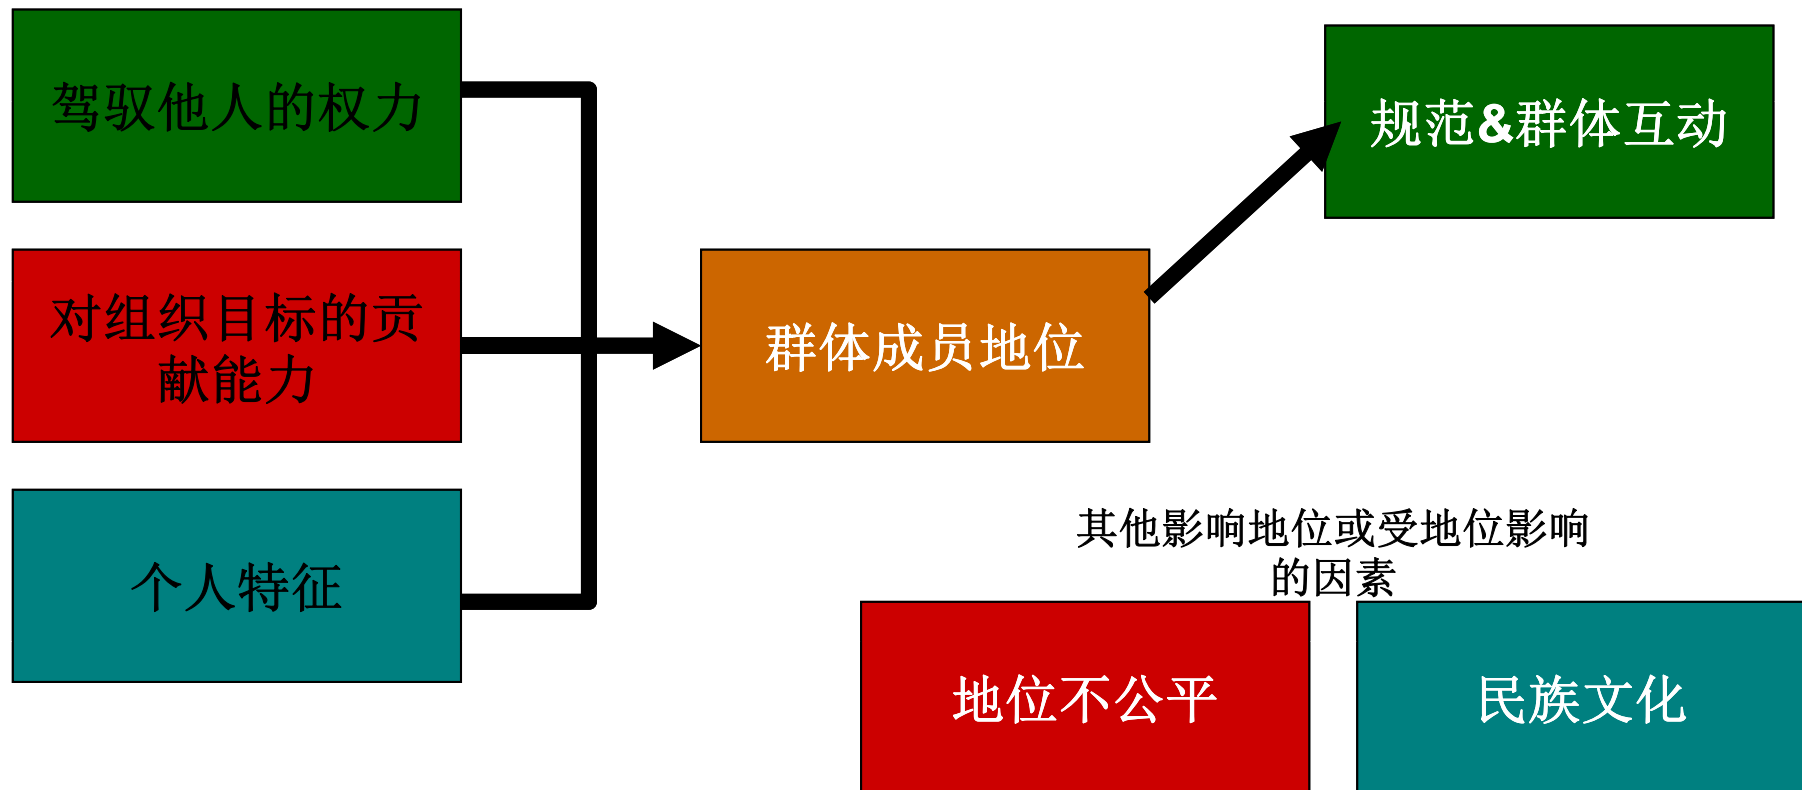 驾驭他人的权力
对组织目标的贡
献能力
个人特征
群体成员地位
规范&群体互动
其他影响地位或受地位影响
的因素
地位不公平
民族文化